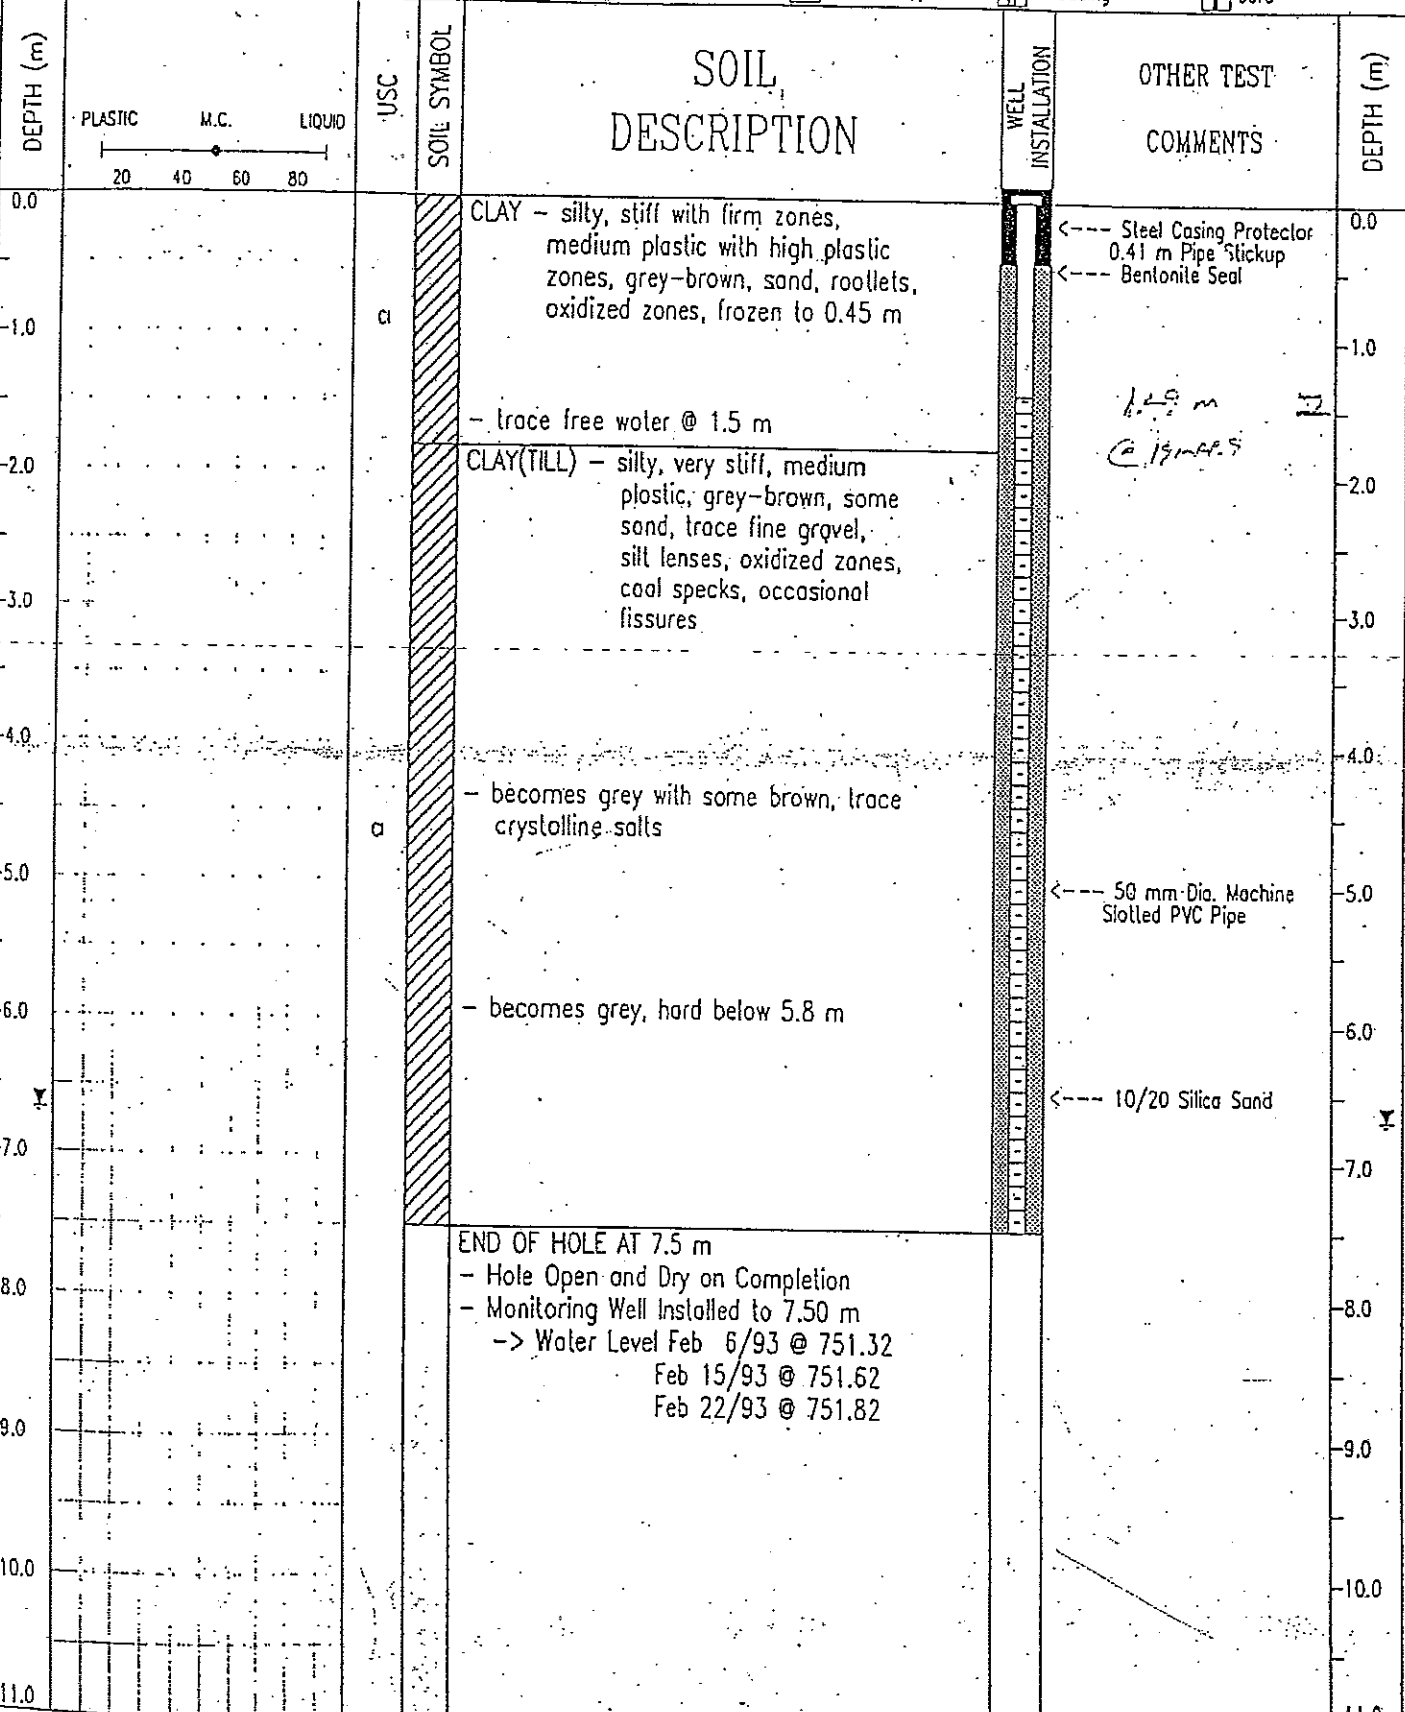 DEPTH (m)
PLASTIC M.C. LIQUID
20 40 60 80
USC
SOIL SYMBOL
SOIL
DESCRIPTION
WELL
INSTALLATION
OTHER TEST
COMMENTS
DEPTH (m)
0.0
-1.0
-2.0
-3.0
-4.0
-5.0
-6.0
-7.0
8.0
9.0
10.0
11.0
CI
CI
CLAY – silty, stiff with firm zones,
medium plastic with high plastic
zones, grey-brown, sand, rootlets,
oxidized zones, frozen to 0.45 m
– trace free water @ 1.5 m
CLAY(TILL) – silty, very stiff, medium
plastic, grey-brown, some
sand, trace fine gravel,
silt lenses, oxidized zones,
coal specks, occasional
fissures
– becomes grey with some brown, trace
crystalline salts
– becomes grey, hard below 5.8 m
END OF HOLE AT 7.5 m
– Hole Open and Dry on Completion
– Monitoring Well Installed to 7.50 m
-> Water Level Feb 6/93 @ 751.32
Feb 15/93 @ 751.62
Feb 22/93 @ 751.82
<--- Steel Casing Protector
0.41 m Pipe Stickup
<--- Bentonite Seal
<--- 50 mm Dia. Machine
Slotted PVC Pipe
<--- 10/20 Silica Sand
0.0
-1.0
-2.0
-3.0
-4.0
-5.0
-6.0
-7.0
-8.0
-9.0
-10.0